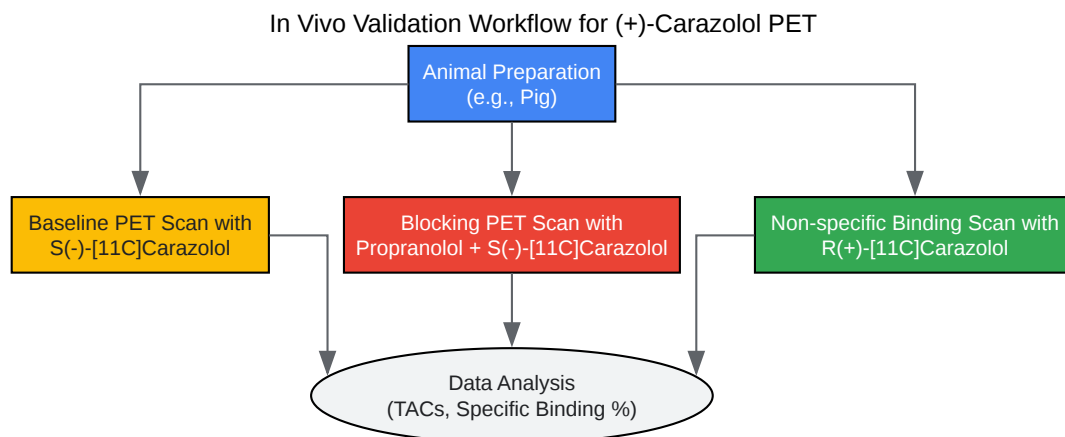 In Vivo Validation Workflow for (+)-Carazolol PET
Animal Preparation
(e.g., Pig)
Baseline PET Scan with
S(-)-[11C]Carazolol
Blocking PET Scan with
Propranolol + S(-)-[11C]Carazolol
Non-specific Binding Scan with
R(+)-[11C]Carazolol
Data Analysis
(TACs, Specific Binding %)